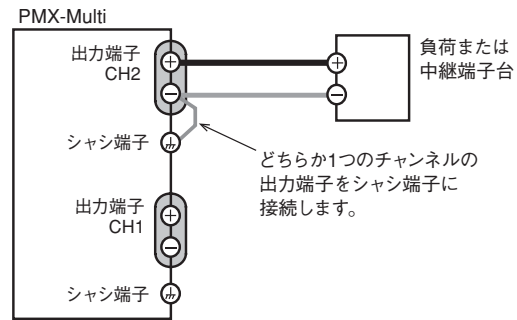 PMX-Multi
出力端子
CH2
+
−
シャシ端子
出力端子
CH1
+
−
シャシ端子
+
−
負荷または
中継端子台
どちらか1つのチャンネルの
出力端子をシャシ端子に
接続します。